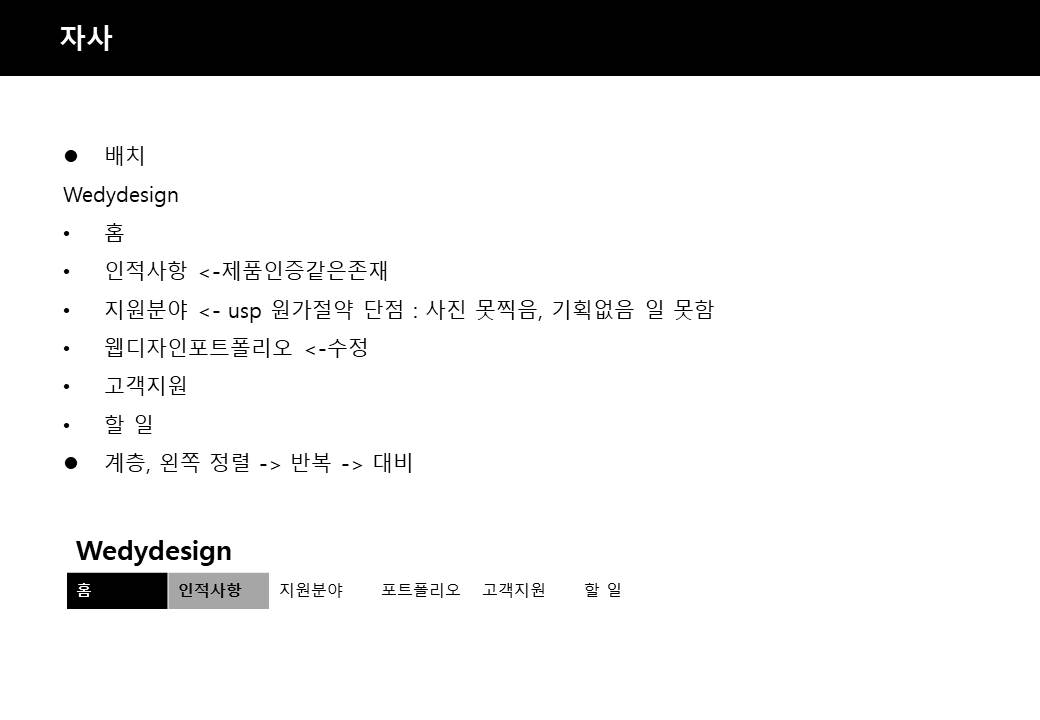 자사
● 배치
Wedydesign
• 홈
• 인적사항 <-제품인증같은존재
• 지원분야 <- usp 원가절약 단점 : 사진 못찍음, 기획없음 일 못함
• 웹디자인포트폴리오 <-수정
• 고객지원
• 할 일
● 계층, 왼쪽 정렬 -> 반복 -> 대비
Wedydesign
홈 인적사항 지원분야 포트폴리오 고객지원 할 일